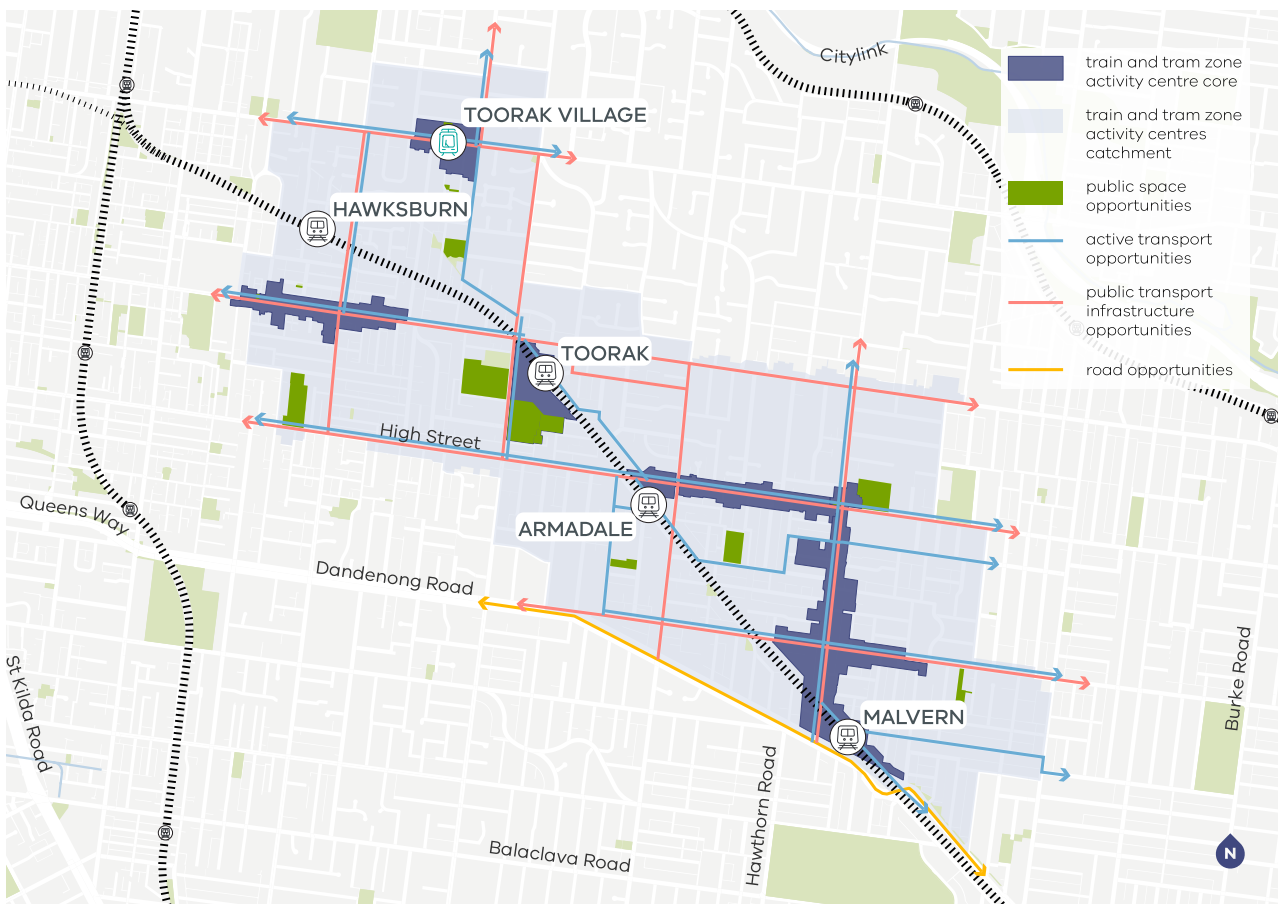 Citylink
train and tram zone
activity centre core
train and tram zone
activity centres
catchment
public space
opportunities
active transport
opportunities
public transport
infrastructure
opportunities
road opportunities
TOORAK VILLAGE
HAWKSBURN
TOORAK
High Street
ARMADALE
Queens Way
Dandenong Road
St Kilda Road
MALVERN
Burke Road
Hawthorn Road
Balaclava Road
N